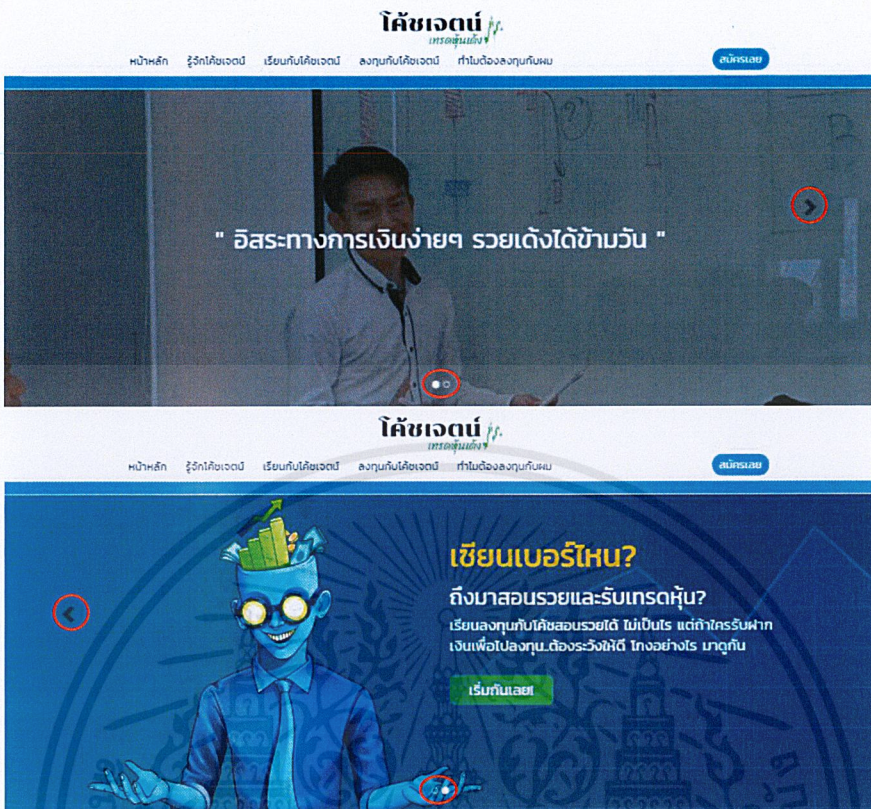 โค้ชเจตน์ jr.
เทรดหุ้นเด้ง
หน้าหลัก รู้จักโค้ชเจตน์ เรียนกับโค้ชเจตน์ ลงทุนกับโค้ชเจตน์ ทำไมต้องลงทุนกับผม สมัครเลย
" อิสระทางการเงินง่ายๆ รวยเด้งได้ข้ามวัน "
โค้ชเจตน์ jr.
เทรดหุ้นเด้ง
หน้าหลัก รู้จักโค้ชเจตน์ เรียนกับโค้ชเจตน์ ลงทุนกับโค้ชเจตน์ ทำไมต้องลงทุนกับผม สมัครเลย
เซียนเบอร์ไหน?
ถึงมาสอนรวยและรับเทรดหุ้น?
เรียนลงทุนกับโค้ชสอนรวยได้ ไม่เป็นไร แต่ถ้าใครรับฝาก
เงินเพื่อไปลงทุน..ต้องระวังให้ดี โกงอย่างไร มาดูกัน
เริ่มกันเลย!